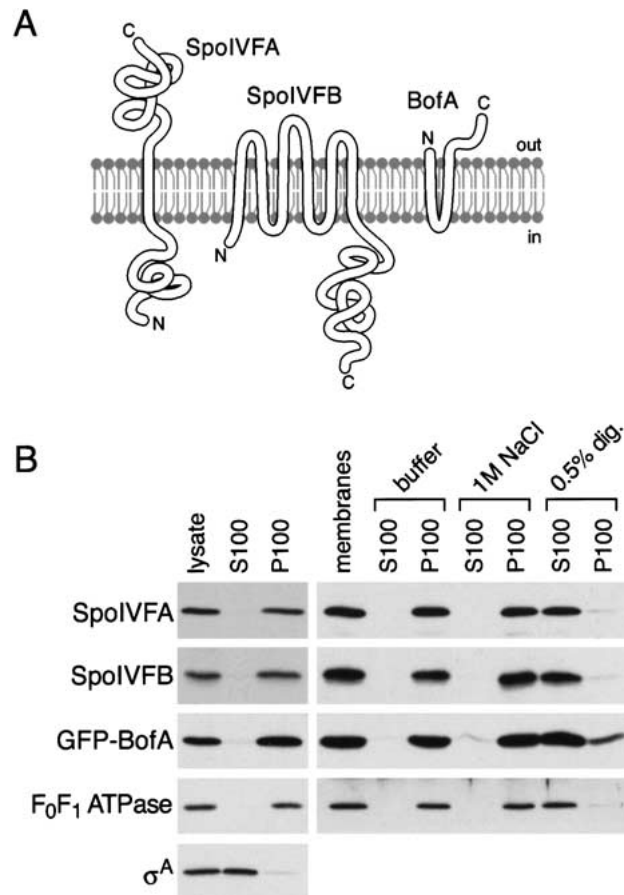 A
C
SpoIVFA
SpoIVFB
BofA
N
C
out
in
N
N
C
B
lysate
S100
P100
membranes
buffer
S100
P100
1M NaCl
S100
P100
0.5% dig.
S100
P100
SpoIVFA
SpoIVFB
GFP-BofA
F₀F₁ ATPase
σᴬ